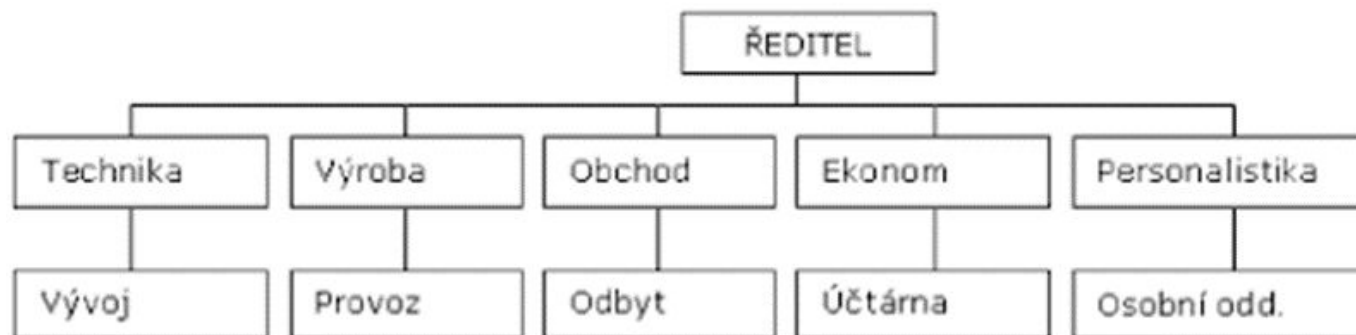 ŘEDITEL
Technika
Výroba
Obchod
Ekonom
Personalistika
Vývoj
Provoz
Odbyt
Účtárna
Osobní odd.